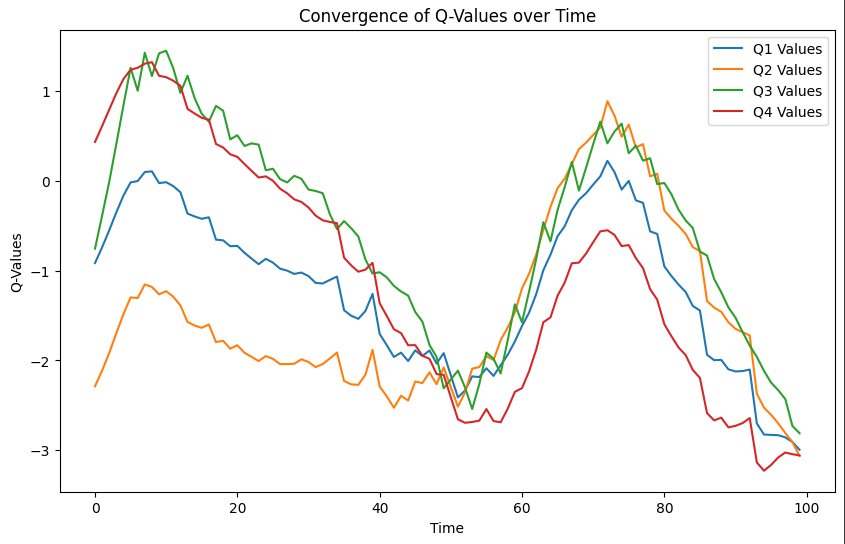 Convergence of Q-Values over Time
Q1 Values
Q2 Values
Q3 Values
Q4 Values
Q-Values
1
0
−1
−2
−3
0 20 40 60 80 100
Time